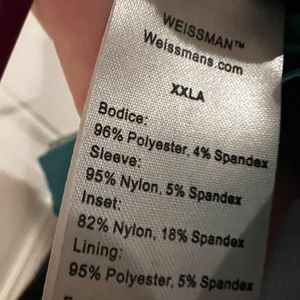 WEISSMAN™
Weissmans.com
XXLA
Bodice:
96% Polyester, 4% Spandex
Sleeve:
95% Nylon, 5% Spandex
Inset:
82% Nylon, 18% Spandex
Lining:
95% Polyester, 5% Spandex